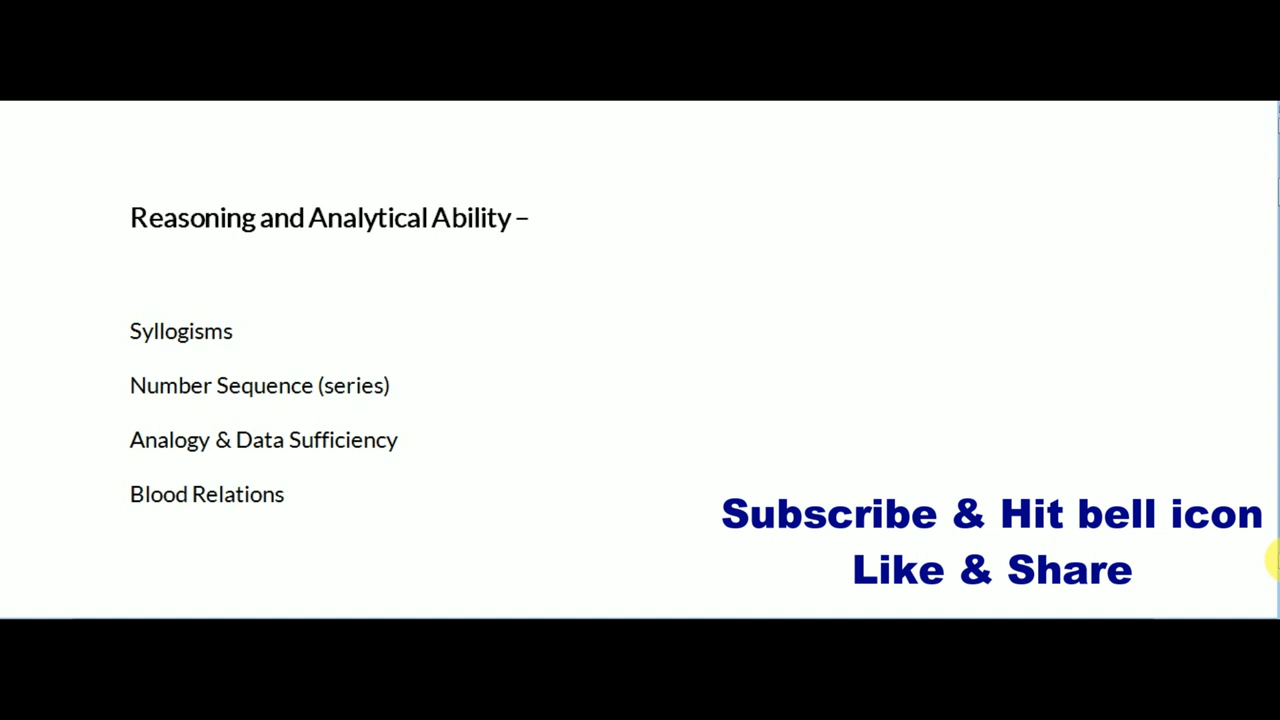 Reasoning and Analytical Ability –
Syllogisms
Number Sequence (series)
Analogy & Data Sufficiency
Blood Relations
Subscribe & Hit bell icon
Like & Share